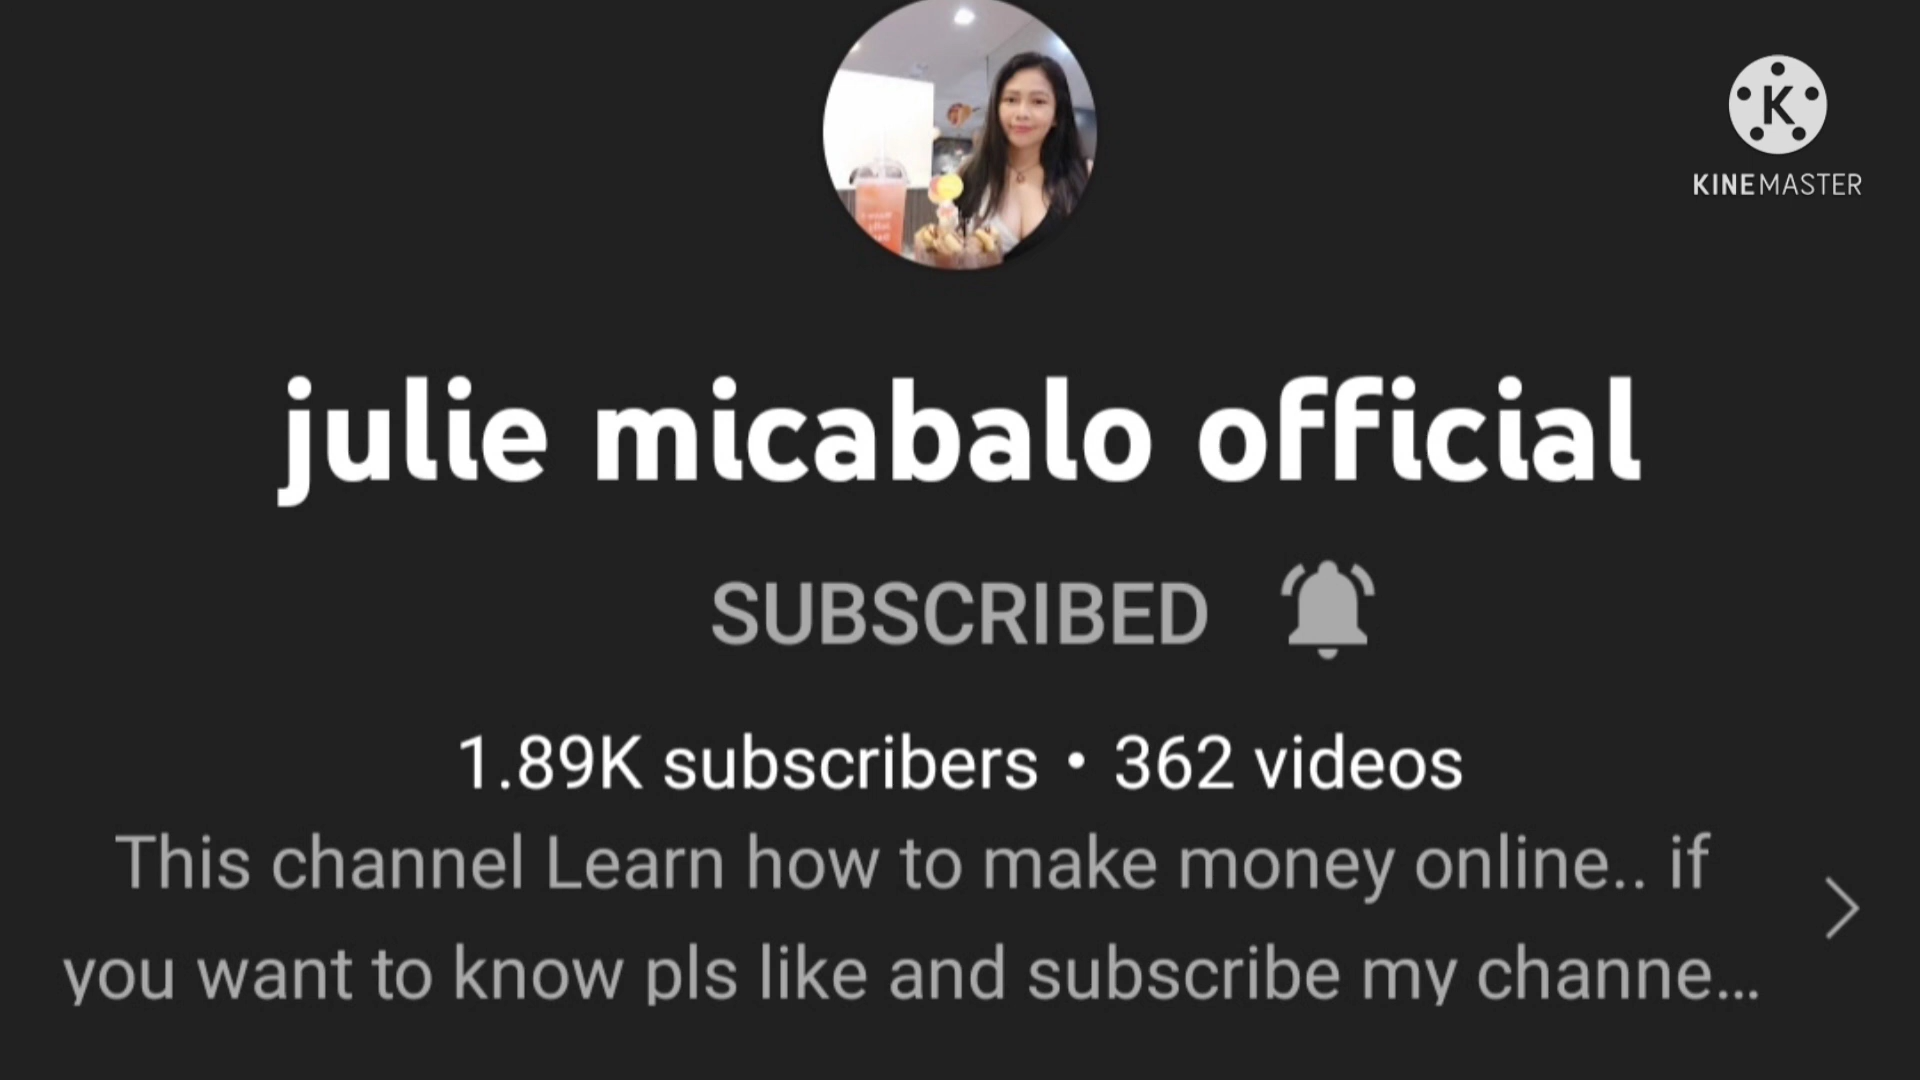 KINEMASTER
julie micabalo official
SUBSCRIBED
1.89K subscribers • 362 videos
This channel Learn how to make money online.. if
you want to know pls like and subscribe my channe...